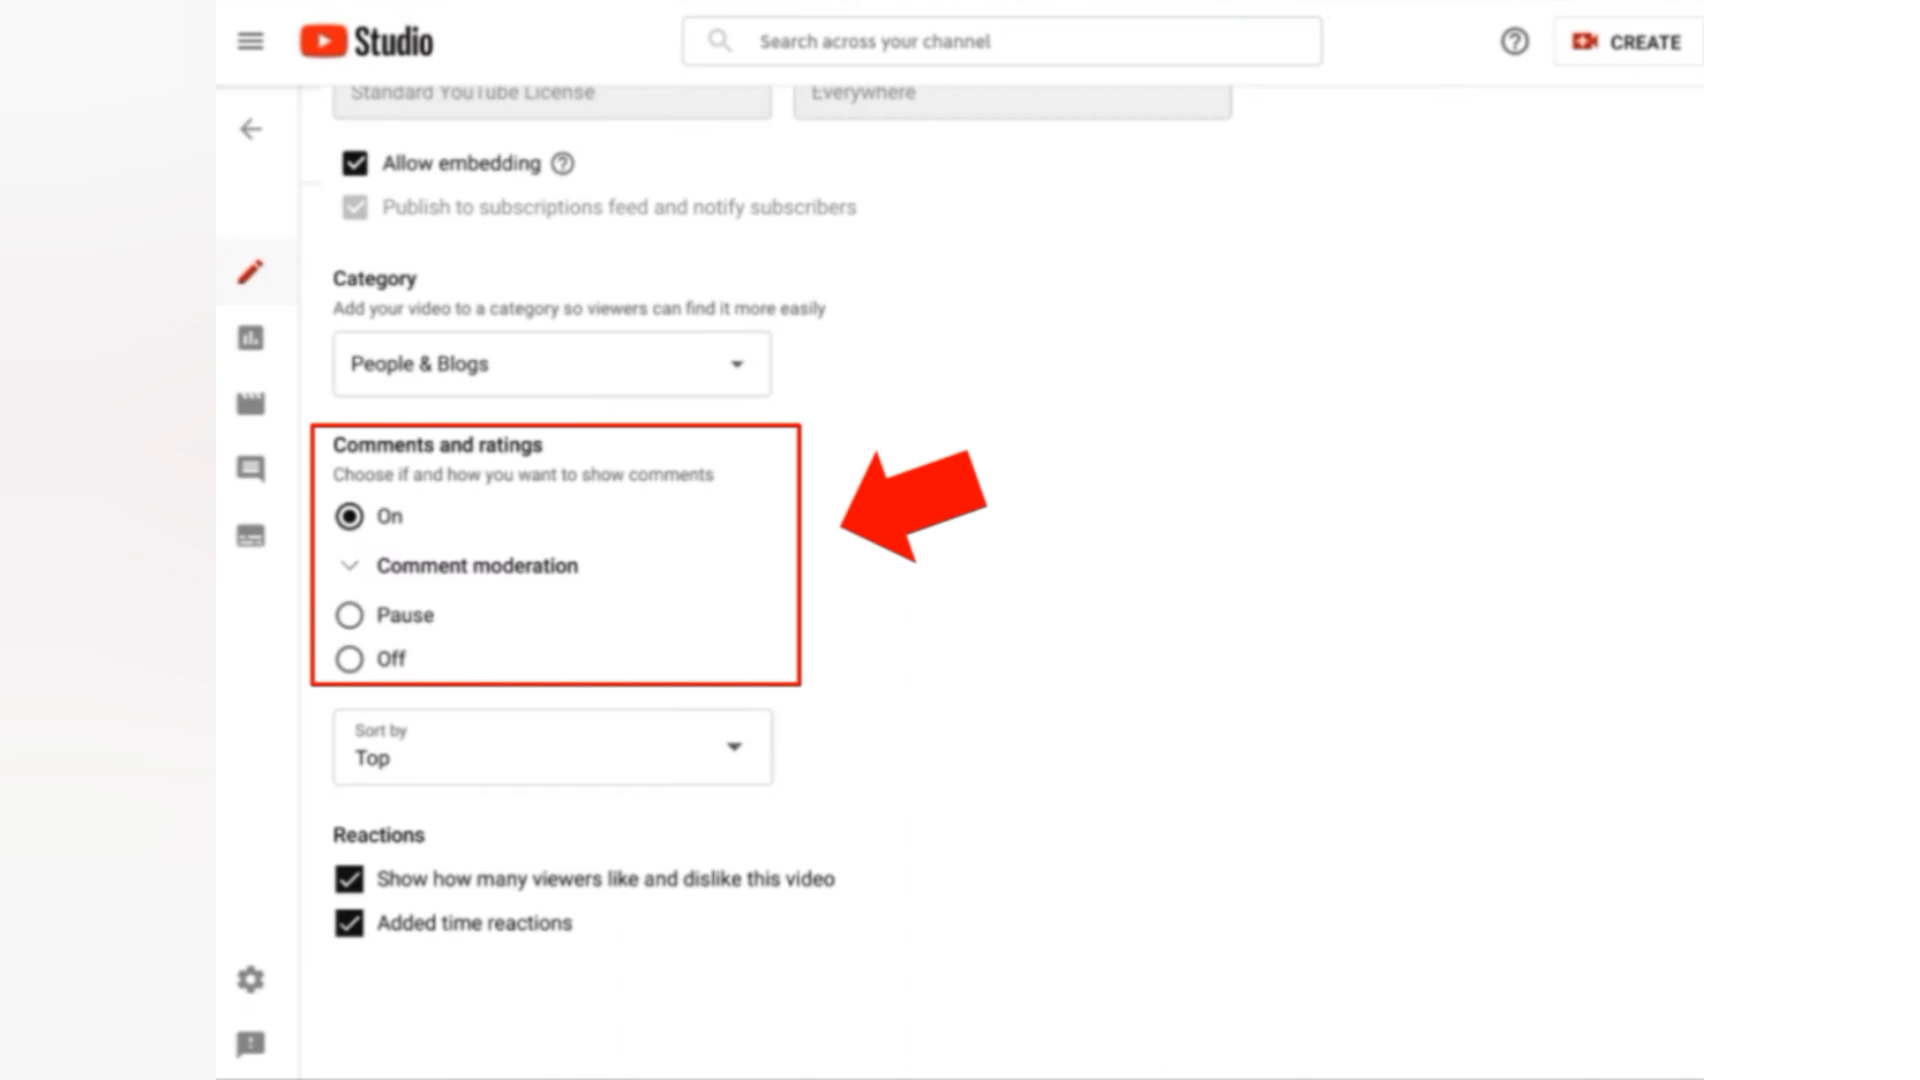 Studio
Search across your channel
CREATE
Standard YouTube License
Everywhere
Allow embedding
Publish to subscriptions feed and notify subscribers
Category
Add your video to a category so viewers can find it more easily
People & Blogs
Comments and ratings
Choose if and how you want to show comments
On
Comment moderation
Pause
Off
Sort by
Top
Reactions
Show how many viewers like and dislike this video
Added time reactions